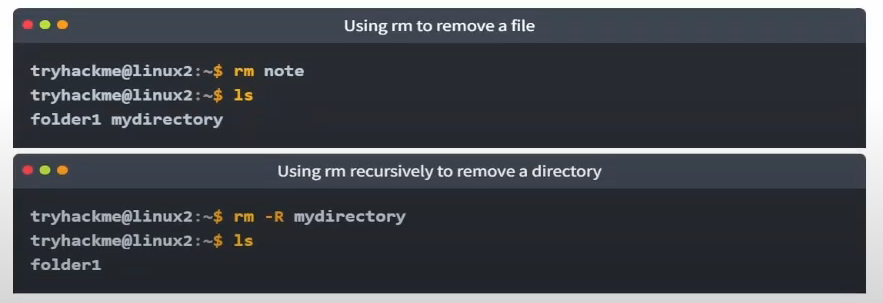 Using rm to remove a file
tryhackme@linux2:~$ rm note
tryhackme@linux2:~$ ls
folder1 mydirectory
Using rm recursively to remove a directory
tryhackme@linux2:~$ rm -R mydirectory
tryhackme@linux2:~$ ls
folder1